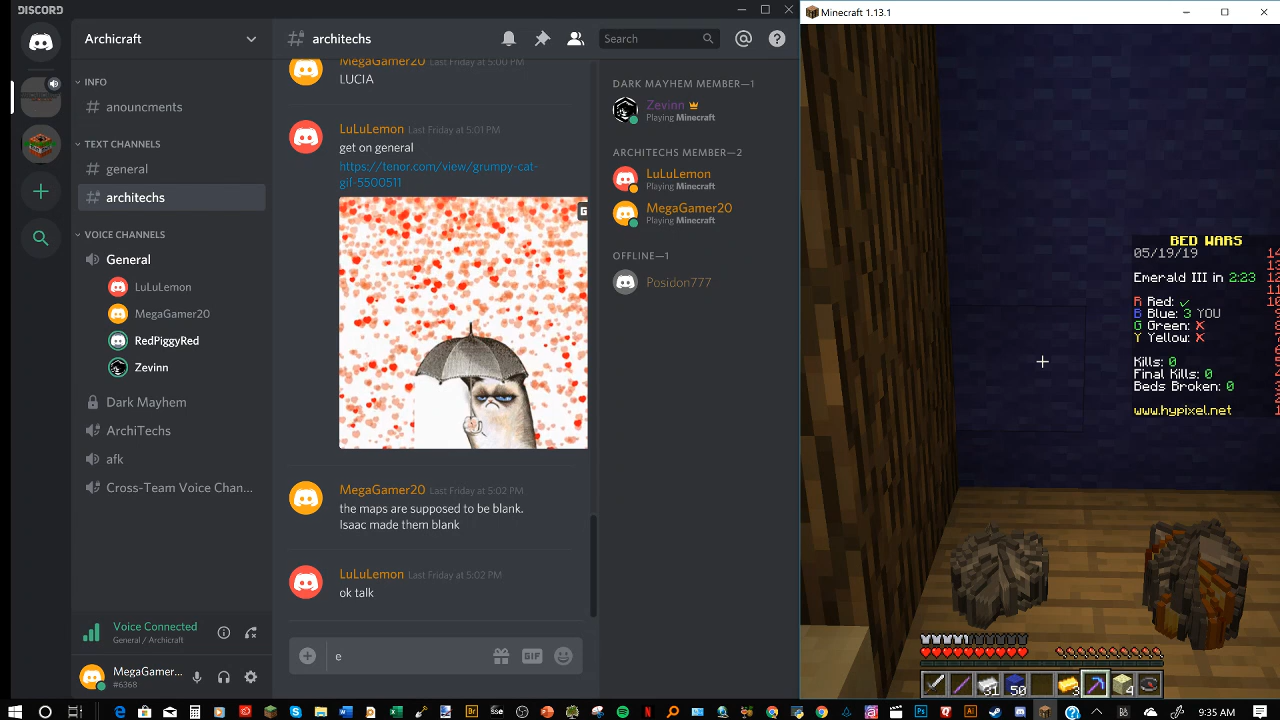 DISCORD
Archicraft
INFO
# anouncments
TEXT CHANNELS
# general
# architechs
VOICE CHANNELS
General
LuLuLemon
MegaGamer20
RedPiggyRed
Zevinn
Dark Mayhem
ArchiTechs
afk
Cross-Team Voice Chan...
Voice Connected
General / Archicraft
MegaGamer...
#6368
architechs
Search
MegaGamer20 Last Friday at 5:00 PM
LUCIA
LuLuLemon Last Friday at 5:01 PM
get on general
https://tenor.com/view/grumpy-cat-
gif-5500511
G
MegaGamer20 Last Friday at 5:02 PM
the maps are supposed to be blank.
Isaac made them blank
LuLuLemon Last Friday at 5:02 PM
ok talk
e
GIF
DARK MAYHEM MEMBER—1
Zevinn
Playing Minecraft
ARCHITECHS MEMBER—2
LuLuLemon
Playing Minecraft
MegaGamer20
Playing Minecraft
OFFLINE—1
Posidon777
Minecraft 1.13.1
BED WARS
05/19/19
Emerald III in 2:23
R Red: ✓
B Blue: 3 YOU
G Green: X
Y Yellow: X
Kills: 0
Final Kills: 0
Beds Broken: 0
www.hypixel.net
31
50
3
4
9:35 AM